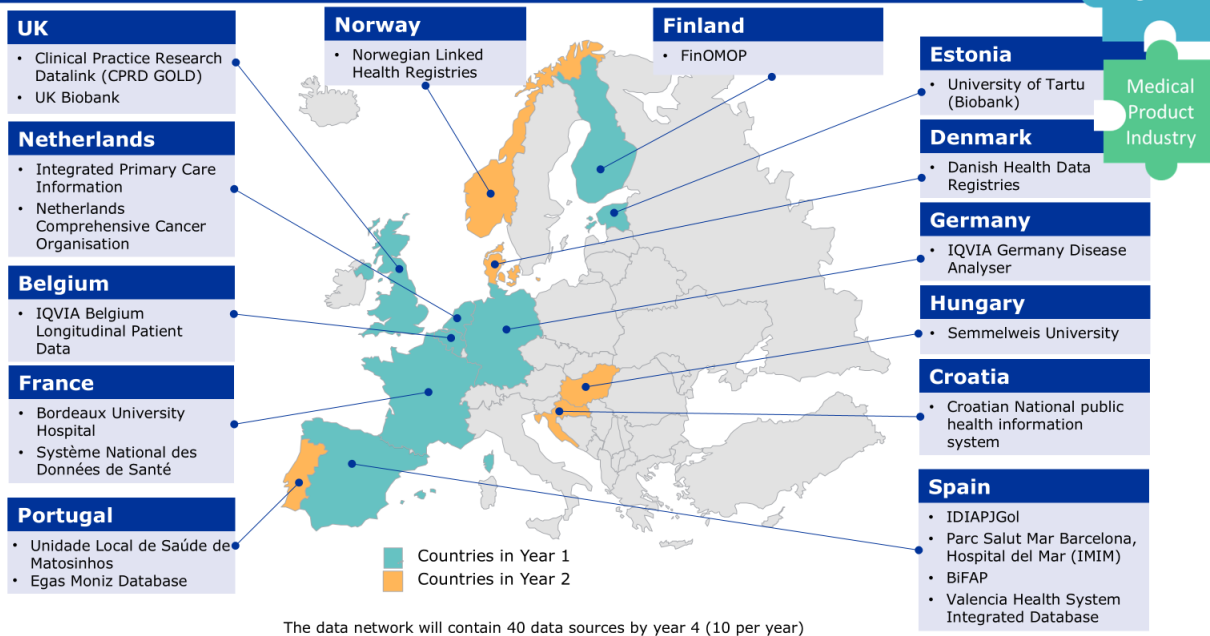 UK
• Clinical Practice Research
Datalink (CPRD GOLD)
• UK Biobank
Netherlands
• Integrated Primary Care
Information
• Netherlands
Comprehensive Cancer
Organisation
Belgium
• IQVIA Belgium
Longitudinal Patient
Data
France
• Bordeaux University
Hospital
• Système National des
Données de Santé
Portugal
• Unidade Local de Saúde de
Matosinhos
• Egas Moniz Database
Norway
• Norwegian Linked
Health Registries
Finland
• FinOMOP
Estonia
• University of Tartu
(Biobank)
Denmark
• Danish Health Data
Registries
Germany
• IQVIA Germany Disease
Analyser
Hungary
• Semmelweis University
Croatia
• Croatian National public
health information
system
Spain
• IDIAPJGol
• Parc Salut Mar Barcelona,
Hospital del Mar (IMIM)
• BiFAP
• Valencia Health System
Integrated Database
Medical
Product
Industry
Countries in Year 1
Countries in Year 2
The data network will contain 40 data sources by year 4 (10 per year)